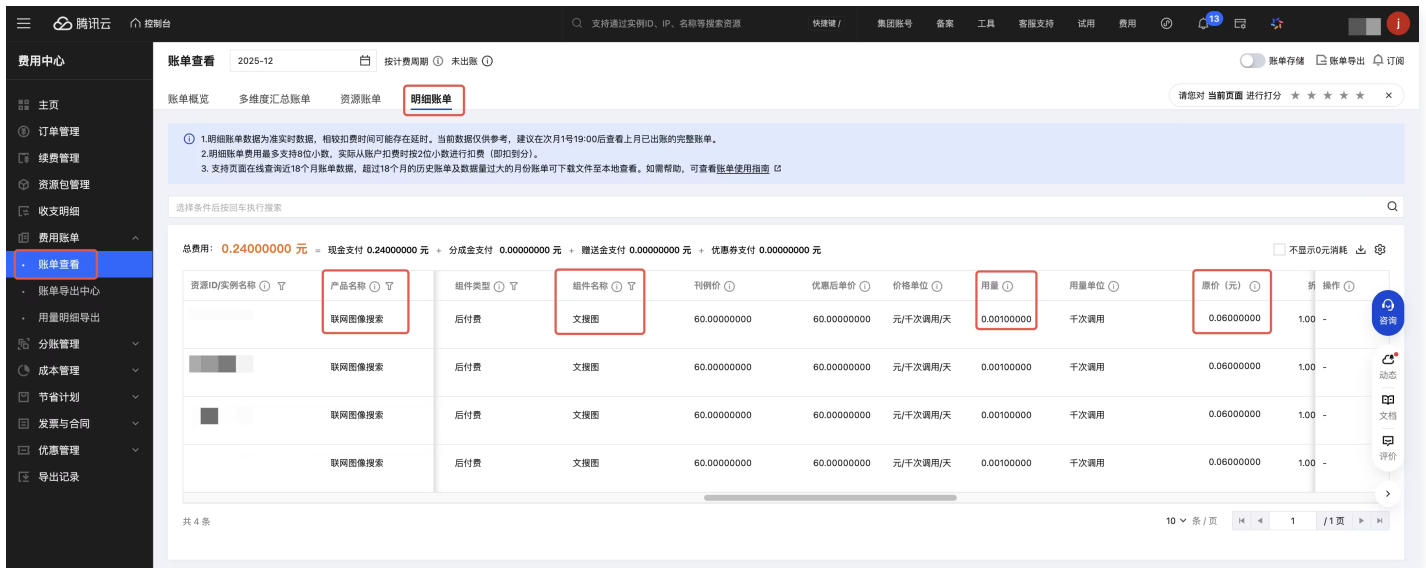 腾讯云 控制台 支持通过实例ID、IP、名称等搜索资源 快捷键 / 集团账号 备案 工具 客服支持 试用 费用 13 j
费用中心
主页
订单管理
续费管理
资源包管理
收支明细
费用账单
账单查看
账单导出中心
用量明细导出
分账管理
成本管理
节省计划
发票与合同
优惠管理
导出记录
账单查看 2025-12 按计费周期 未出账 账单存储 账单导出 订阅
账单概览 多维度汇总账单 资源账单 明细账单 请您对 当前页面 进行打分
1.明细账单数据为准实时数据，相较扣费时间可能存在延时。当前数据仅供参考，建议在次月1号19:00后查看上月已出账的完整账单。
2.明细账单费用最多支持8位小数，实际从账户扣费时按2位小数进行扣费（即扣到分）。
3. 支持页面在线查询近18个月账单数据，超过18个月的历史账单及数据量过大的月份账单可下载文件至本地查看。如需帮助，可查看账单使用指南
选择条件后按回车执行搜索
总费用： 0.24000000 元 = 现金支付 0.24000000 元 + 分成金支付 0.00000000 元 + 赠送金支付 0.00000000 元 + 优惠券支付 0.00000000 元 不显示0元消耗
资源ID/实例名称 产品名称 组件类型 组件名称 刊例价 优惠后单价 价格单位 用量 用量单位 原价（元） 操作
联网图像搜索 后付费 文搜图 60.00000000 60.00000000 元/千次调用/天 0.00100000 千次调用 0.06000000 1.00 -
联网图像搜索 后付费 文搜图 60.00000000 60.00000000 元/千次调用/天 0.00100000 千次调用 0.06000000 1.00 -
联网图像搜索 后付费 文搜图 60.00000000 60.00000000 元/千次调用/天 0.00100000 千次调用 0.06000000 1.00 -
联网图像搜索 后付费 文搜图 60.00000000 60.00000000 元/千次调用/天 0.00100000 千次调用 0.06000000 1.00 -
共 4 条 10 条 / 页 1 / 1 页
咨询
动态
文档
评价